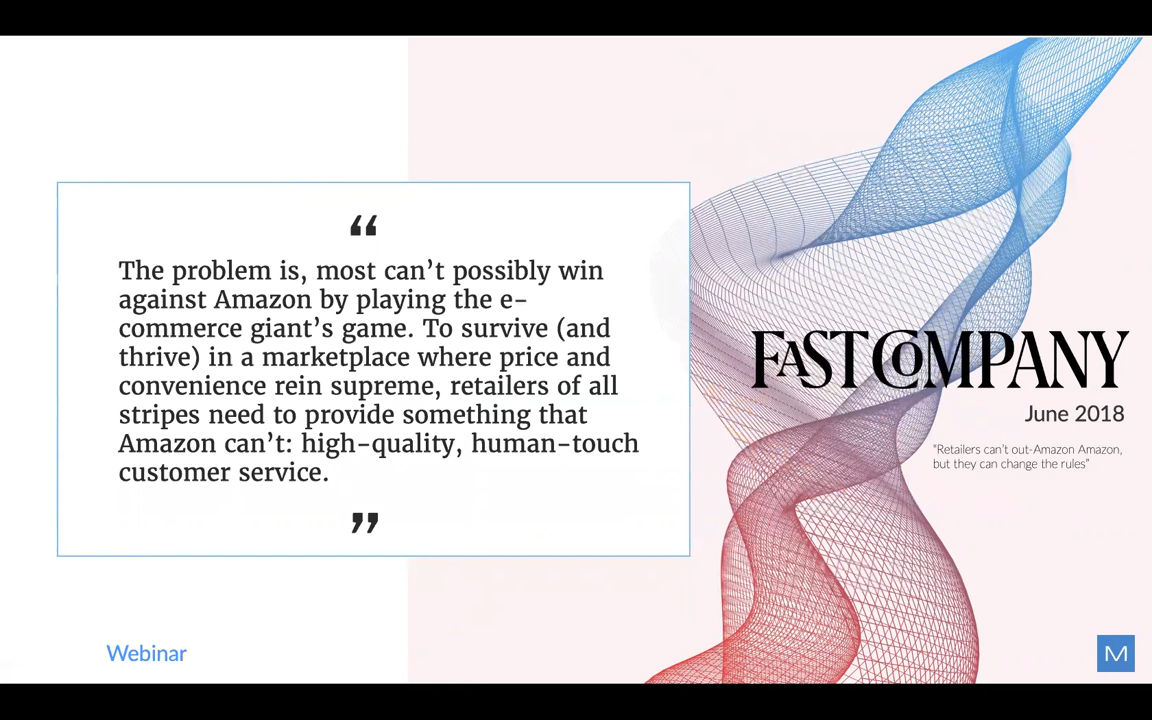 “
The problem is, most can’t possibly win
against Amazon by playing the e-
commerce giant’s game. To survive (and
thrive) in a marketplace where price and
convenience rein supreme, retailers of all
stripes need to provide something that
Amazon can’t: high-quality, human-touch
customer service.
”
FAST COMPANY
June 2018
“Retailers can’t out-Amazon Amazon,
but they can change the rules”
Webinar
M